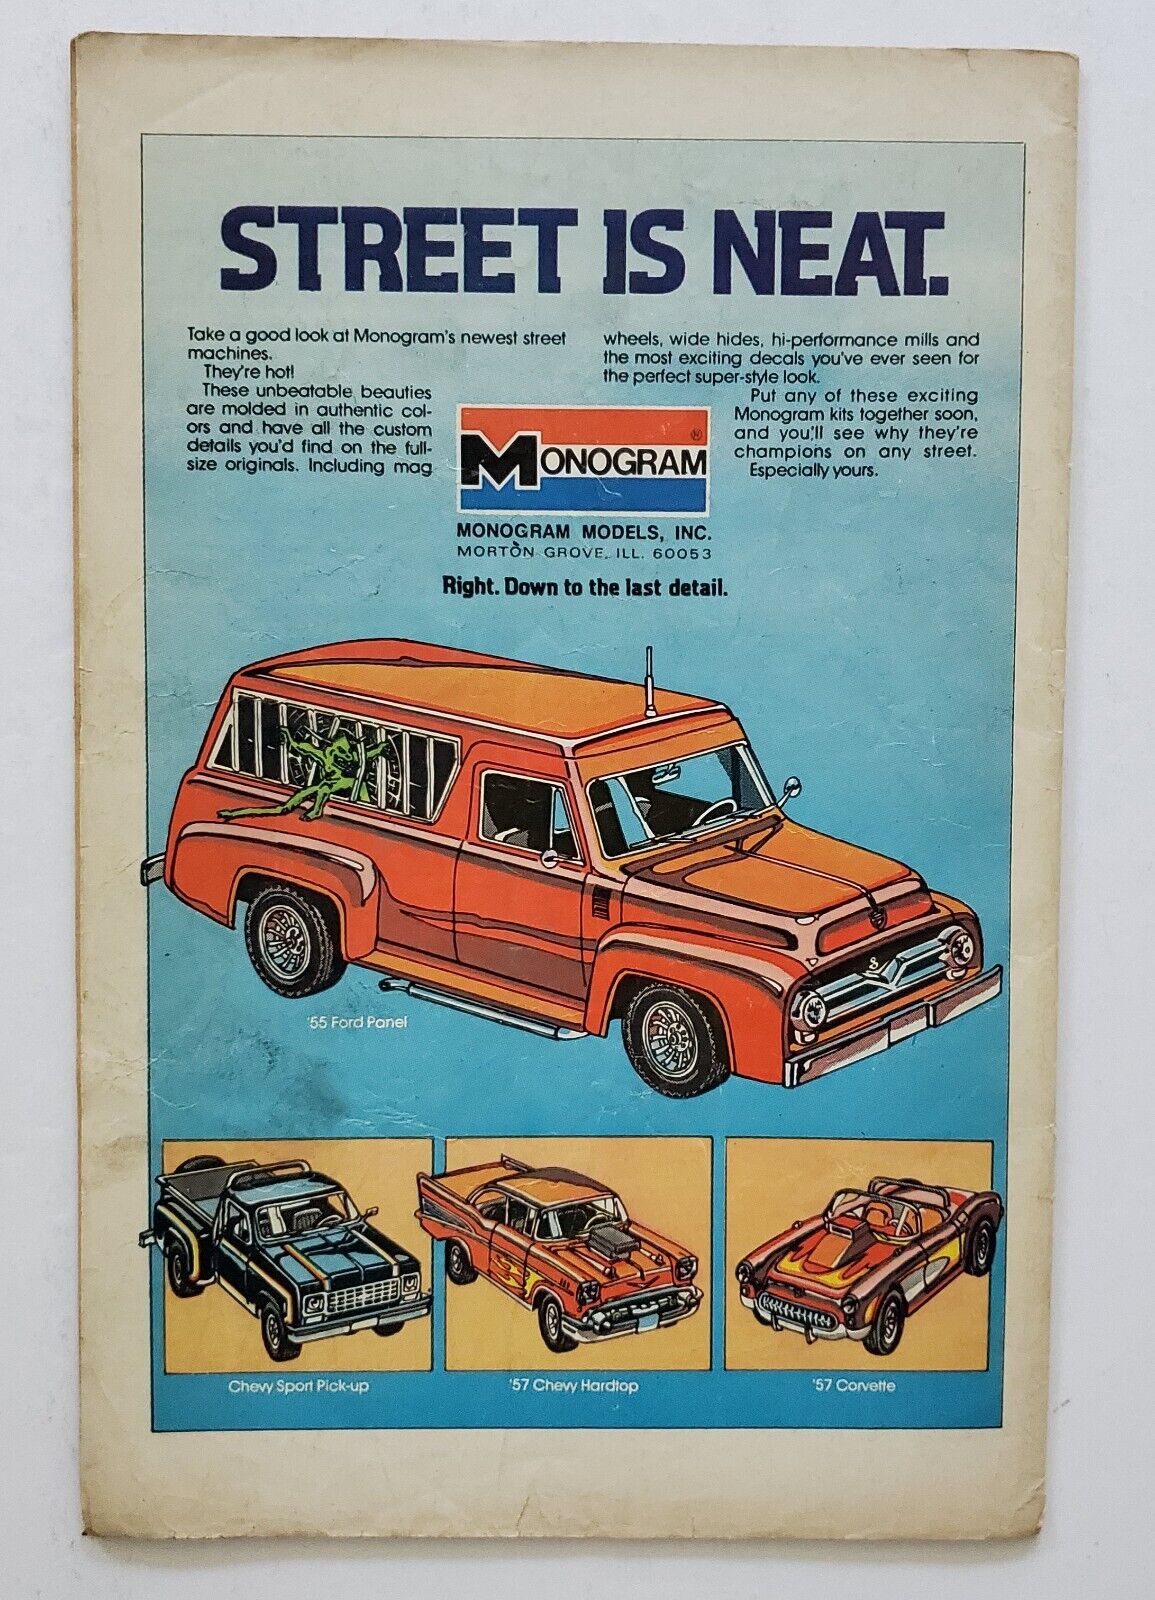 STREET IS NEAT.
Take a good look at Monogram's newest street
machines.
They're hot!
These unbeatable beauties
are molded in authentic col-
ors and have all the custom
details you'd find on the full-
size originals. Including mag
wheels, wide hides, hi-performance mills and
the most exciting decals you've ever seen for
the perfect super-style look.
Put any of these exciting
Monogram kits together soon,
and you'll see why they're
champions on any street.
Especially yours.
MONOGRAM ®
MONOGRAM MODELS, INC.
MORTON GROVE, ILL. 60053
Right. Down to the last detail.
'55 Ford Panel
Chevy Sport Pick-up
'57 Chevy Hardtop
'57 Corvette